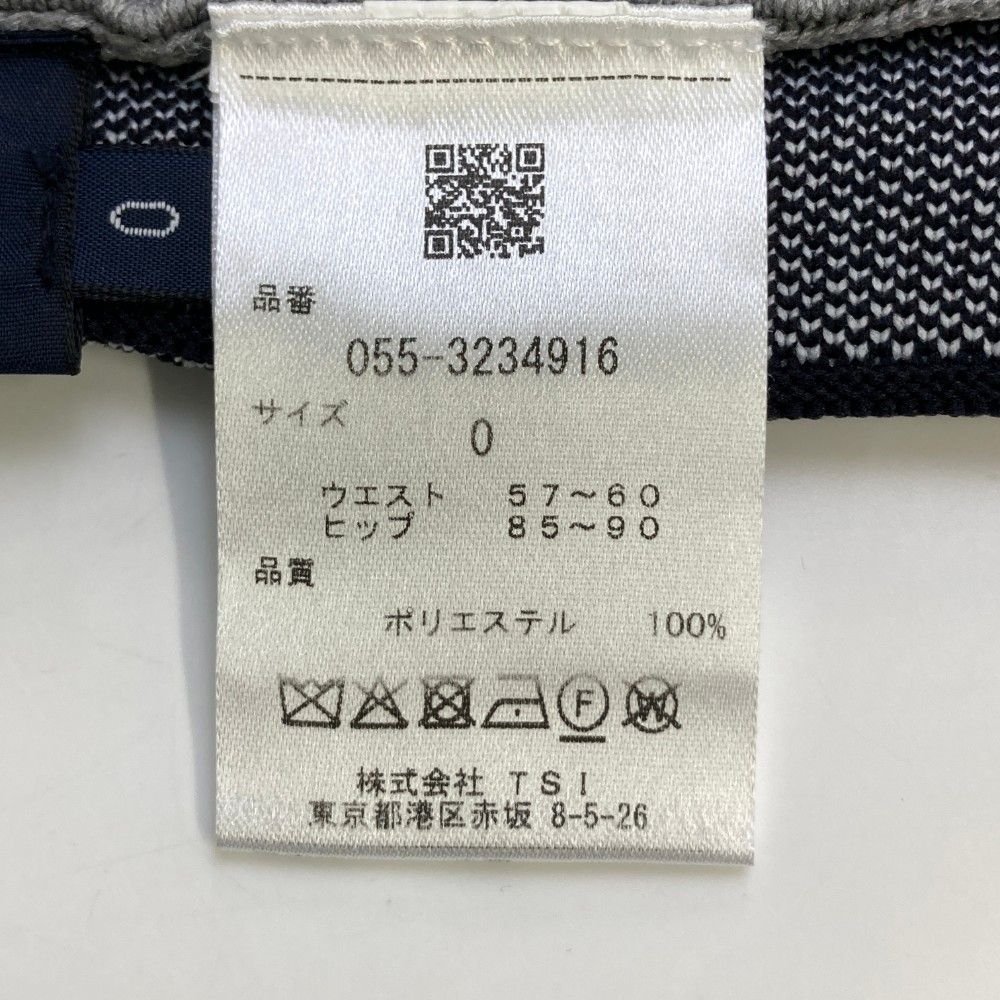 0
品番
055-3234916
サイズ
0
ウエスト 57～60
ヒップ 85～90
品質
ポリエステル 100%
F W
株式会社 TSI
東京都港区赤坂 8-5-26